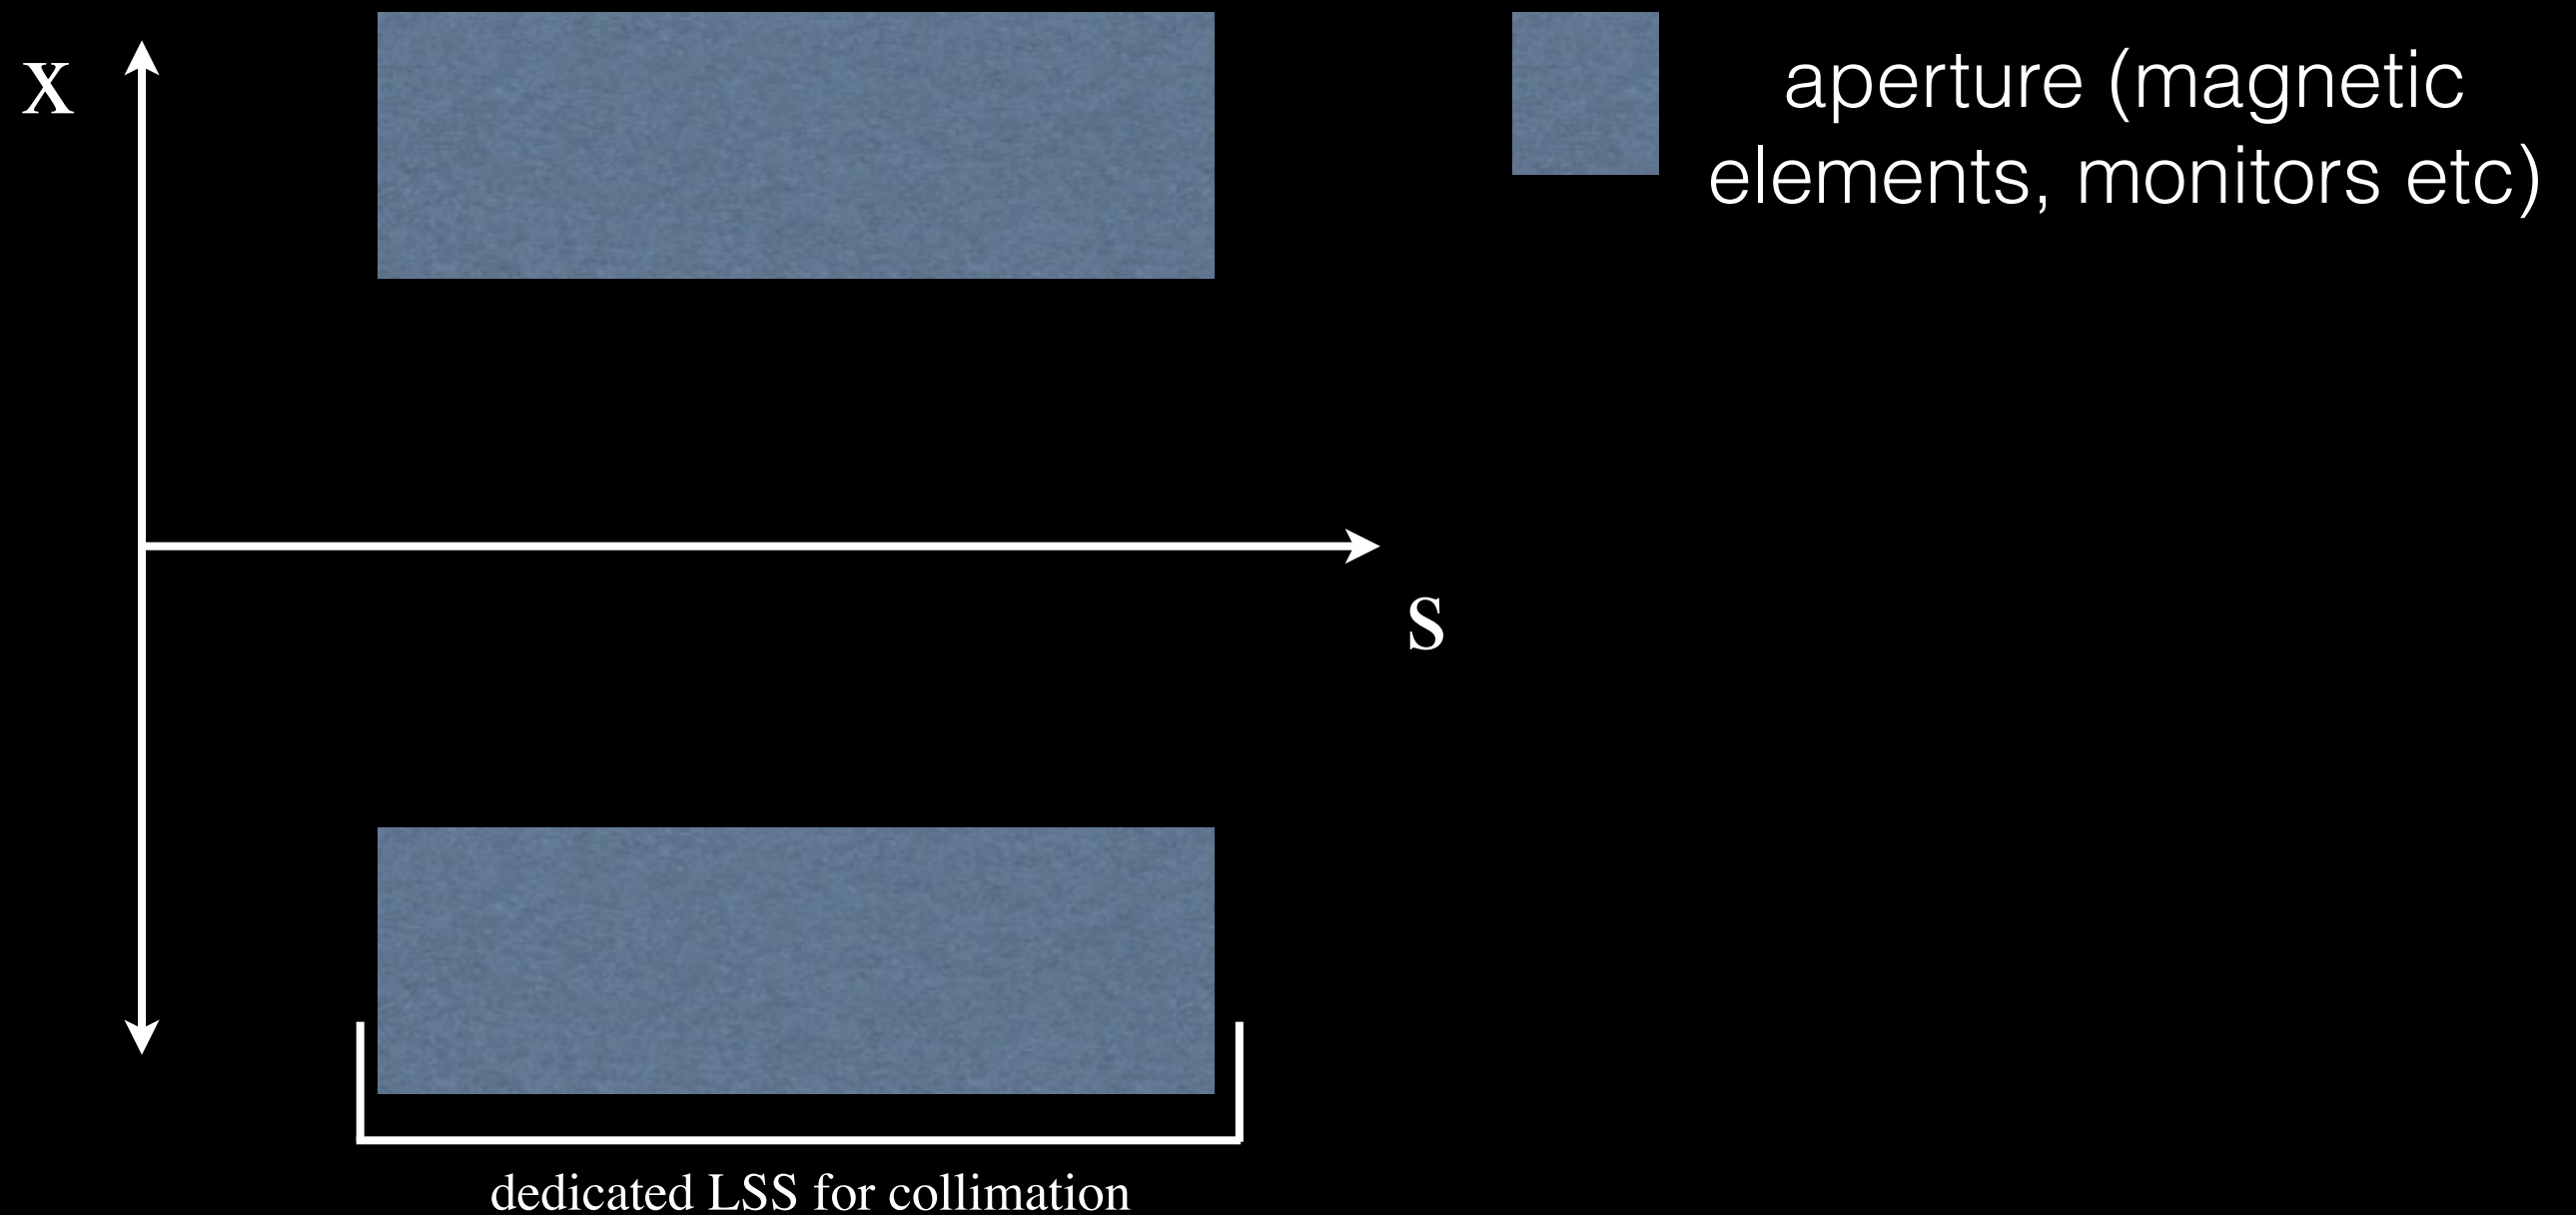 X
aperture (magnetic
elements, monitors etc)
S
dedicated LSS for collimation